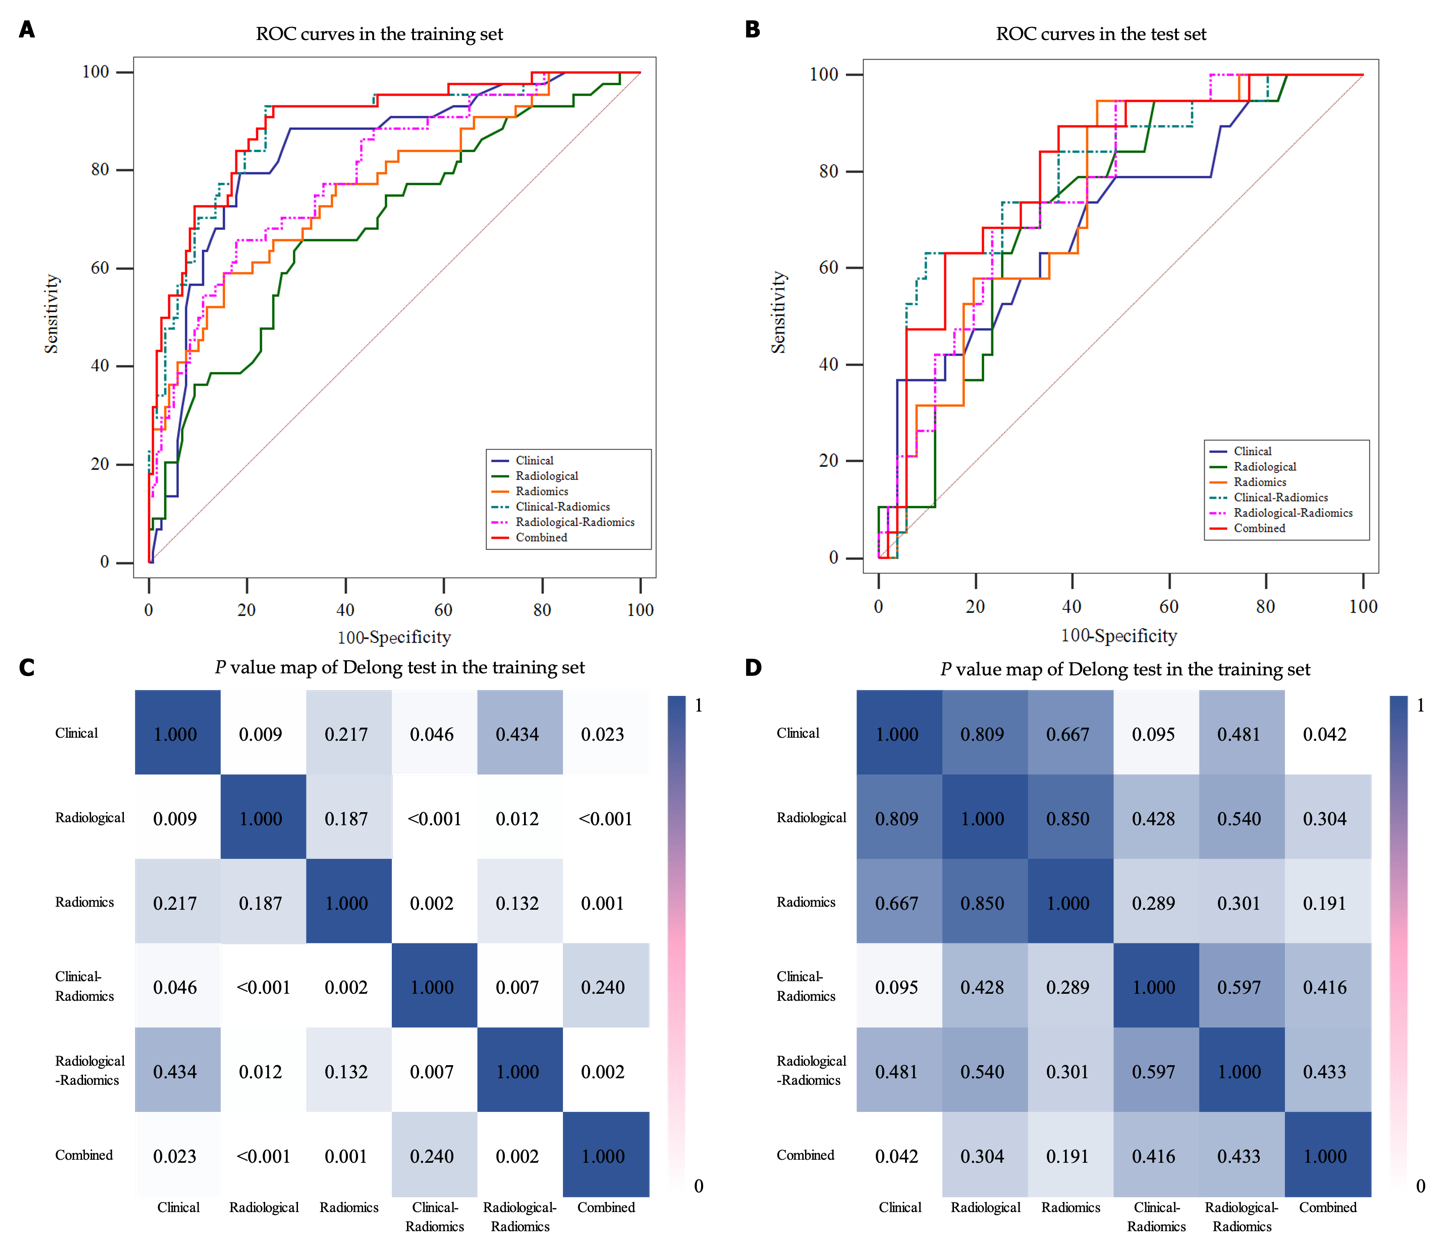 A
ROC curves in the training set
100
80
60
40
20
0
Sensitivity
0 20 40 60 80 100
100-Specificity
Clinical
Radiological
Radiomics
Clinical-Radiomics
Radiological-Radiomics
Combined
B
ROC curves in the test set
100
80
60
40
20
0
Sensitivity
0 20 40 60 80 100
100-Specificity
Clinical
Radiological
Radiomics
Clinical-Radiomics
Radiological-Radiomics
Combined
C
P value map of Delong test in the training set
Clinical 1.000 0.009 0.217 0.046 0.434 0.023
Radiological 0.009 1.000 0.187 <0.001 0.012 <0.001
Radiomics 0.217 0.187 1.000 0.002 0.132 0.001
Clinical-
Radiomics 0.046 <0.001 0.002 1.000 0.007 0.240
Radiological
-Radiomics 0.434 0.012 0.132 0.007 1.000 0.002
Combined 0.023 <0.001 0.001 0.240 0.002 1.000
Clinical Radiological Radiomics Clinical- Radiological- Combined
Radiomics Radiomics
1
0
D
P value map of Delong test in the training set
Clinical 1.000 0.809 0.667 0.095 0.481 0.042
Radiological 0.809 1.000 0.850 0.428 0.540 0.304
Radiomics 0.667 0.850 1.000 0.289 0.301 0.191
Clinical-
Radiomics 0.095 0.428 0.289 1.000 0.597 0.416
Radiological
-Radiomics 0.481 0.540 0.301 0.597 1.000 0.433
Combined 0.042 0.304 0.191 0.416 0.433 1.000
Clinical Radiological Radiomics Clinical- Radiological- Combined
Radiomics Radiomics
1
0